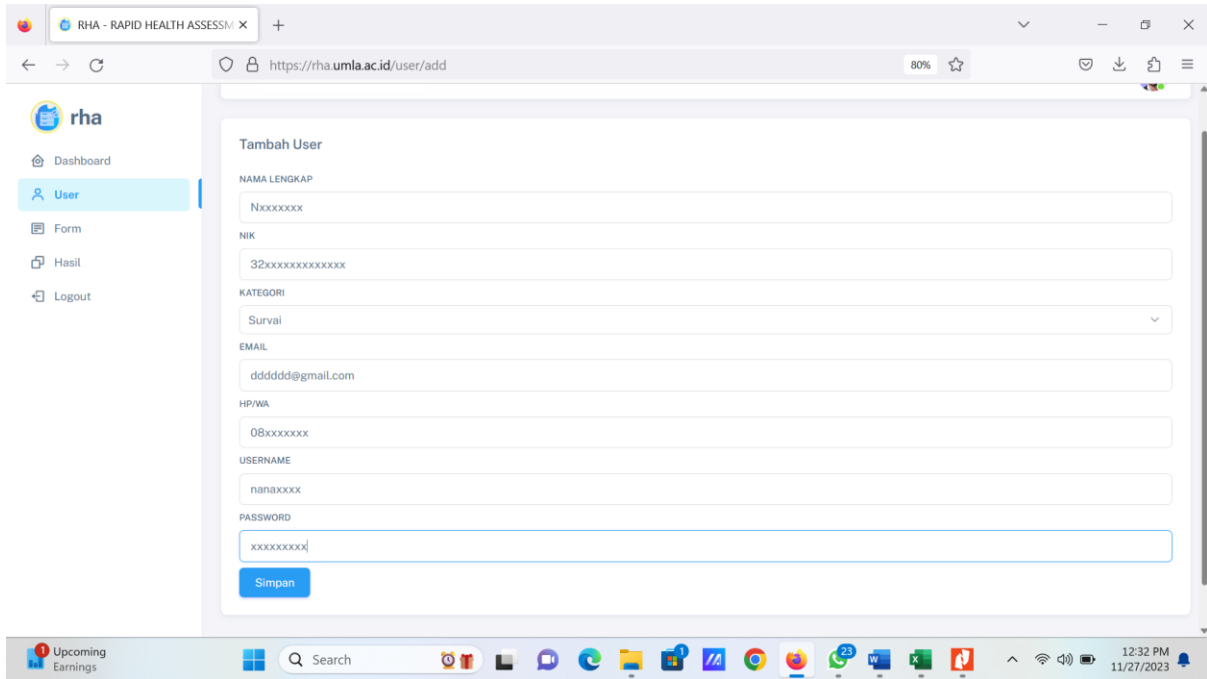 RHA - RAPID HEALTH ASSESSM
https://rha.umla.ac.id/user/add
80%
rha
Dashboard
User
Form
Hasil
Logout
Tambah User
NAMA LENGKAP
Nxxxxxxx
NIK
32xxxxxxxxxxxxx
KATEGORI
Survai
EMAIL
dddddd@gmail.com
HP/WA
08xxxxxxx
USERNAME
nanaxxxx
PASSWORD
xxxxxxxxx
Simpan
1
Upcoming
Earnings
Search
1
23
12:32 PM
11/27/2023